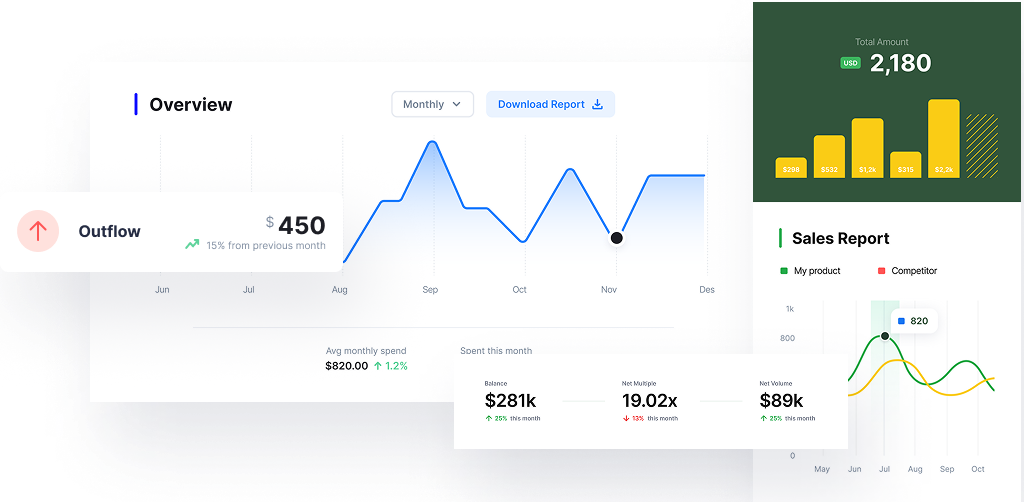 Overview
Monthly
Download Report
Outflow
$ 450
15% from previous month
Jun Jul Aug Sep Oct Nov Des
Avg monthly spend
$820.00 1.2%
Spent this month
Balance
$281k
25% this month
Net Multiple
19.02x
13% this month
Net Volume
$89k
25% this month
Total Amount
USD 2,180
$298 $532 $1,2k $315 $2,2k
Sales Report
My product Competitor
1k
820
800
0
May Jun Jul Aug Sep Oct